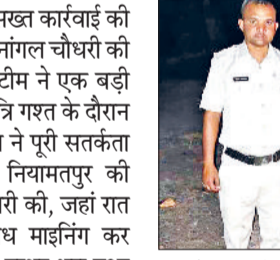 सख्त कार्रवाई की
नांगल चौधरी की
टीम ने एक बड़ी
त्रि गश्त के दौरान
ने पूरी सतर्कता
नियामतपुर की
री की, जहां रात
ध माइनिंग कर